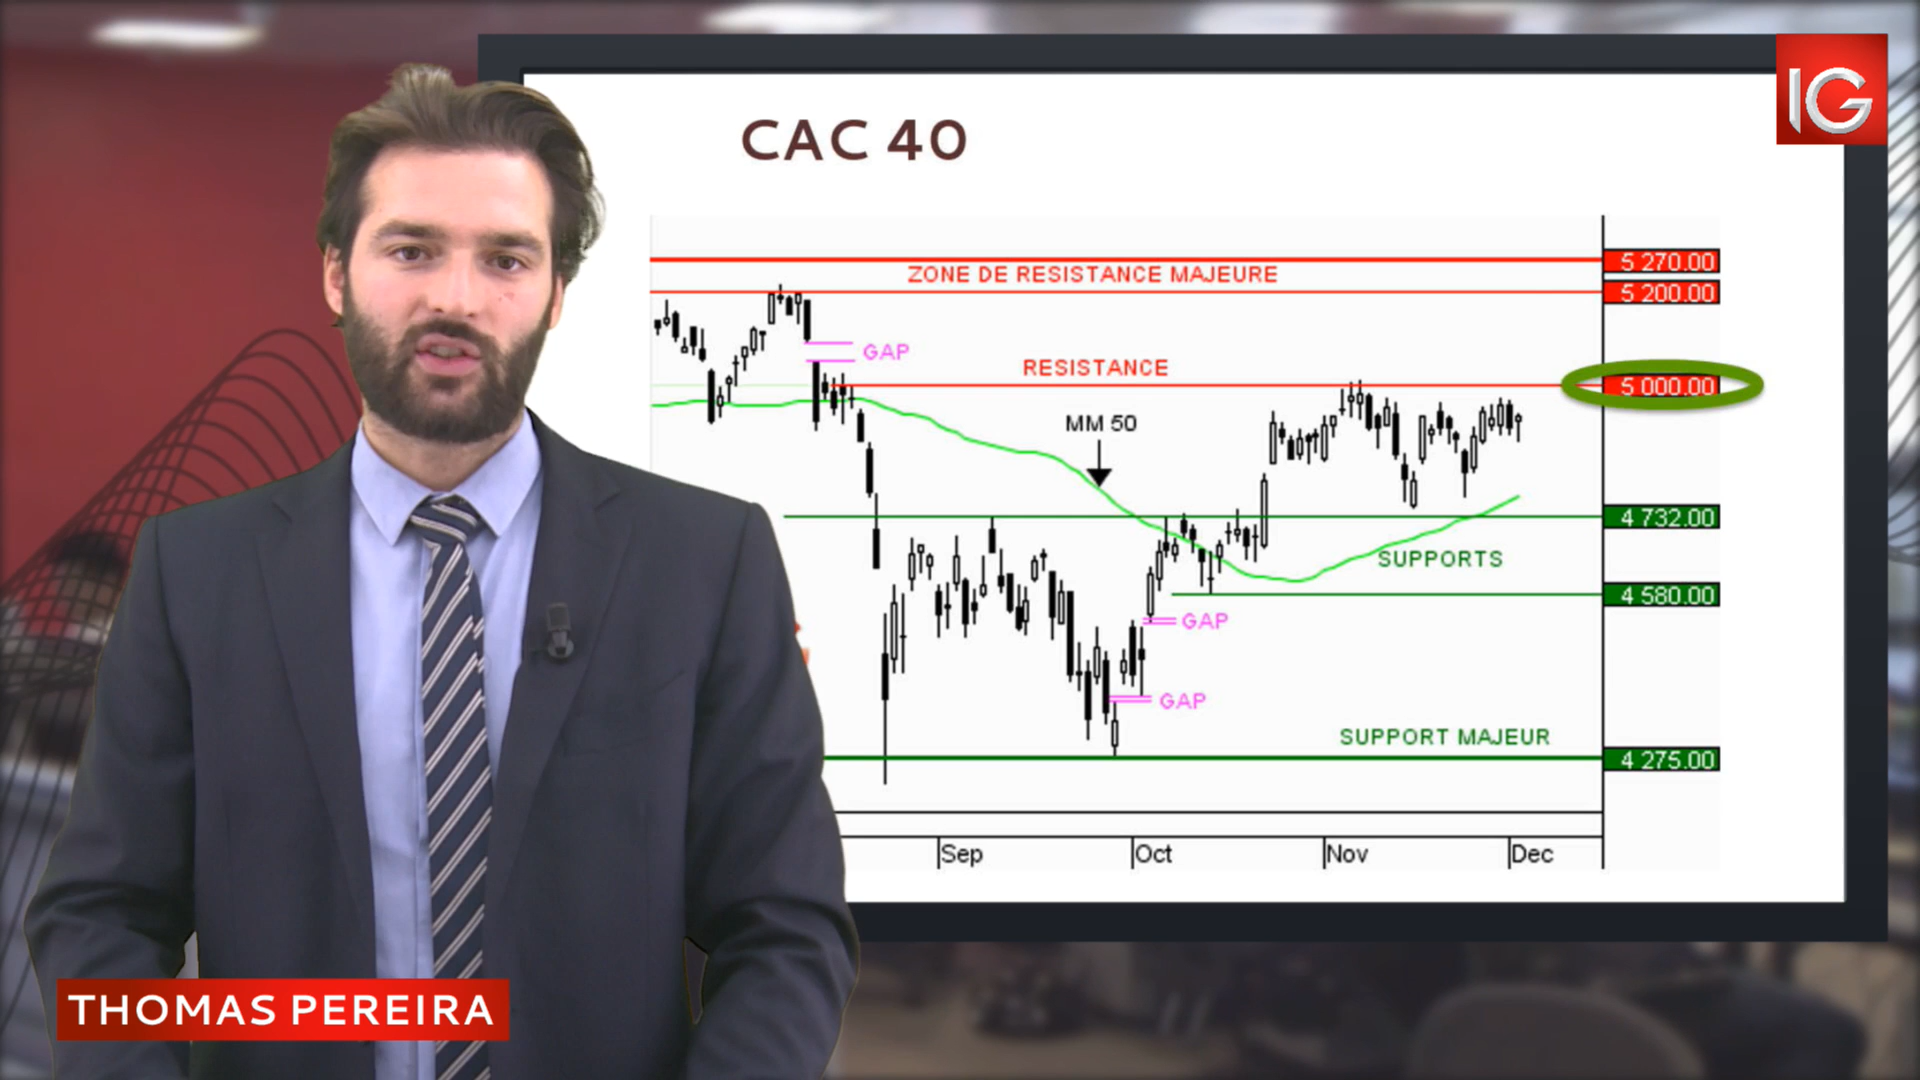 IG
CAC 40
ZONE DE RESISTANCE MAJEURE
5 270.00
5 200.00
GAP
RESISTANCE
5 000.00
MM 50
4 732.00
SUPPORTS
4 580.00
GAP
GAP
SUPPORT MAJEUR
4 275.00
Sep
Oct
Nov
Dec
THOMAS PEREIRA